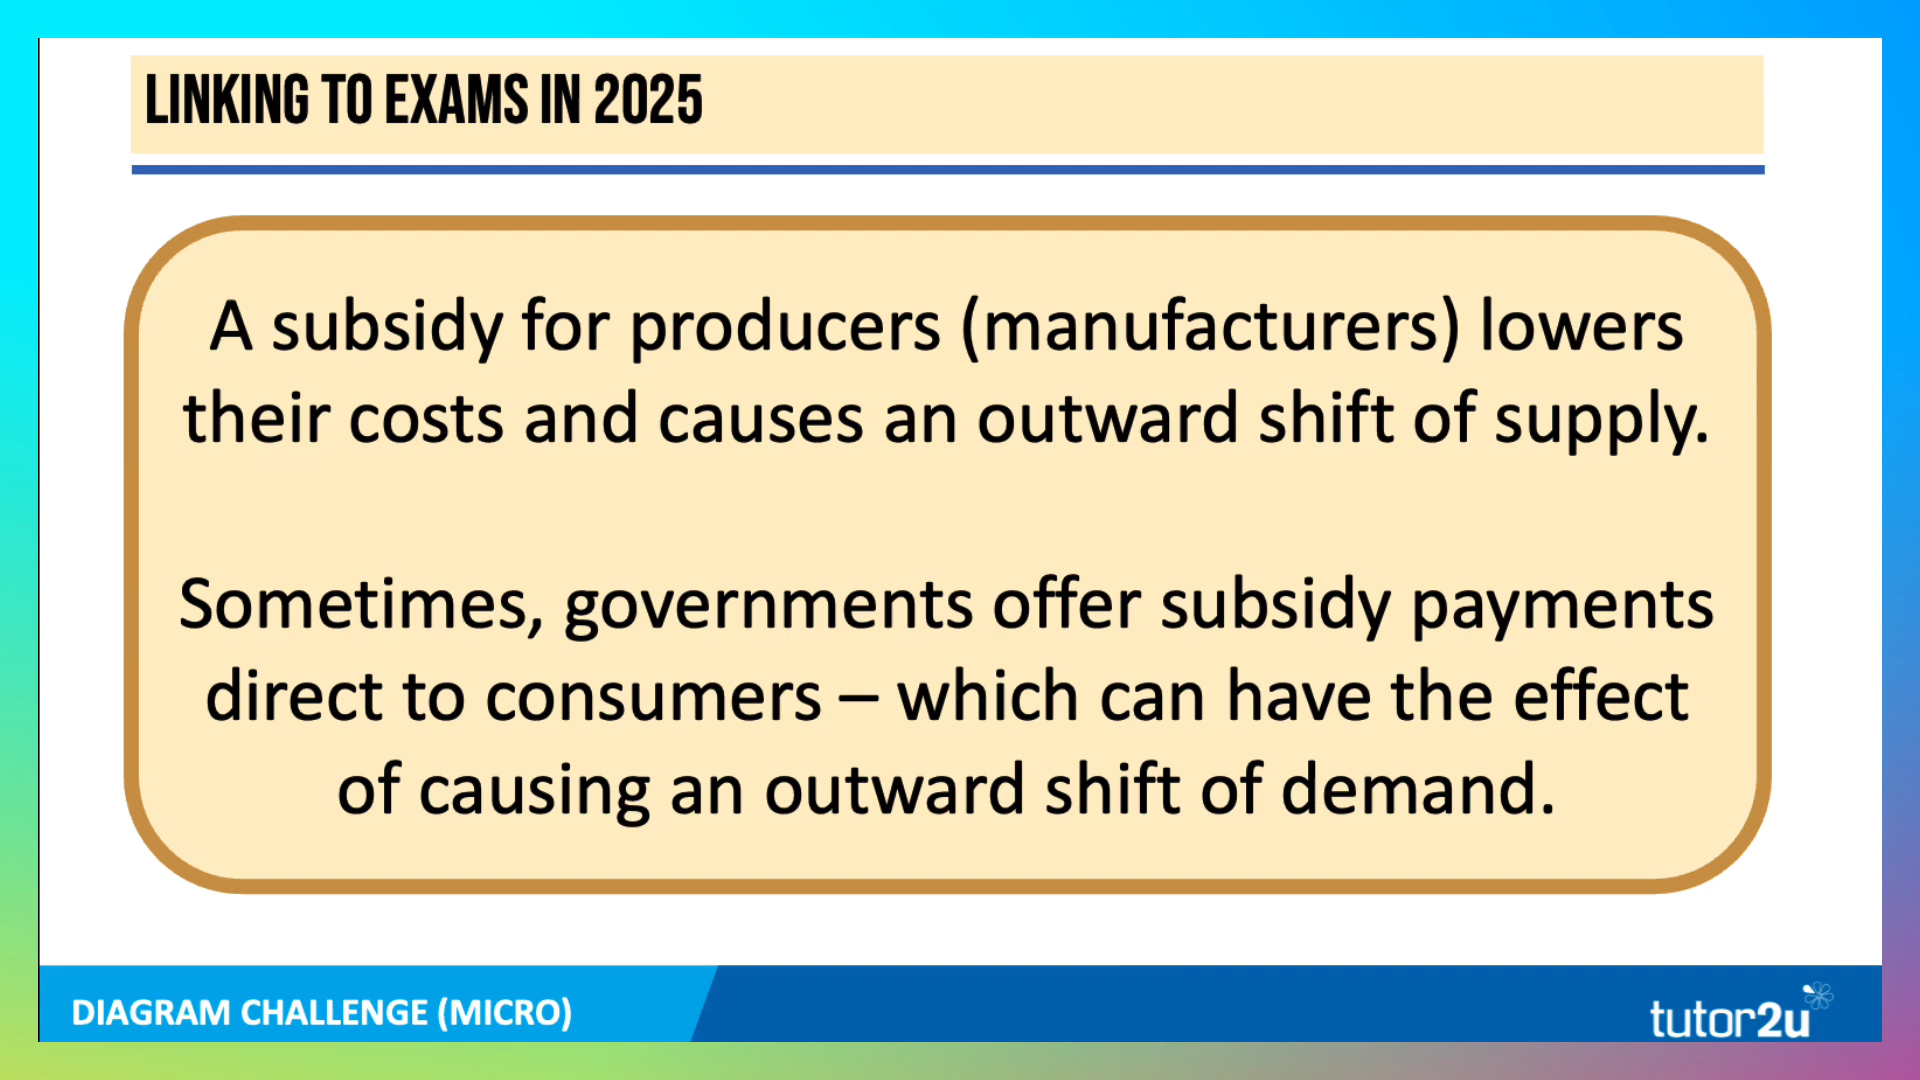 LINKING TO EXAMS IN 2025
A subsidy for producers (manufacturers) lowers
their costs and causes an outward shift of supply.
Sometimes, governments offer subsidy payments
direct to consumers – which can have the effect
of causing an outward shift of demand.
DIAGRAM CHALLENGE (MICRO)
tutor2u